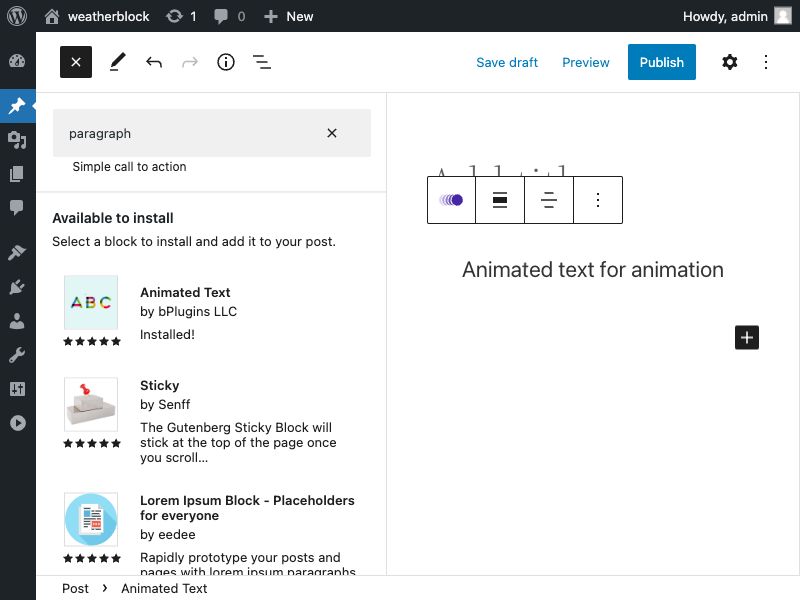 weatherblock 1 0 New Howdy, admin
Save draft Preview Publish
paragraph
Simple call to action
Available to install
Select a block to install and add it to your post.
ABC
Animated Text
by bPlugins LLC
Installed!
Sticky
by Senff
The Gutenberg Sticky Block will
stick at the top of the page once
you scroll...
Lorem Ipsum Block - Placeholders
for everyone
by eedee
Rapidly prototype your posts and
pages with lorem ipsum paragraphs
Animated text for animation
Post Animated Text